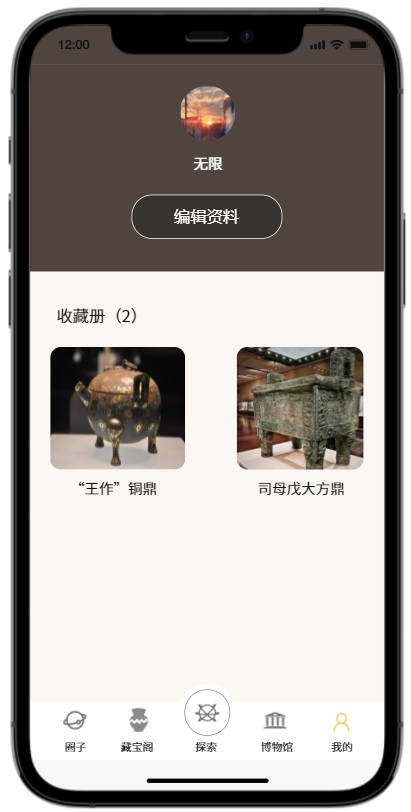 12:00
无限
编辑资料
收藏册（2）
“王作”铜鼎
司母戊大方鼎
圈子
藏宝阁
探索
博物馆
我的